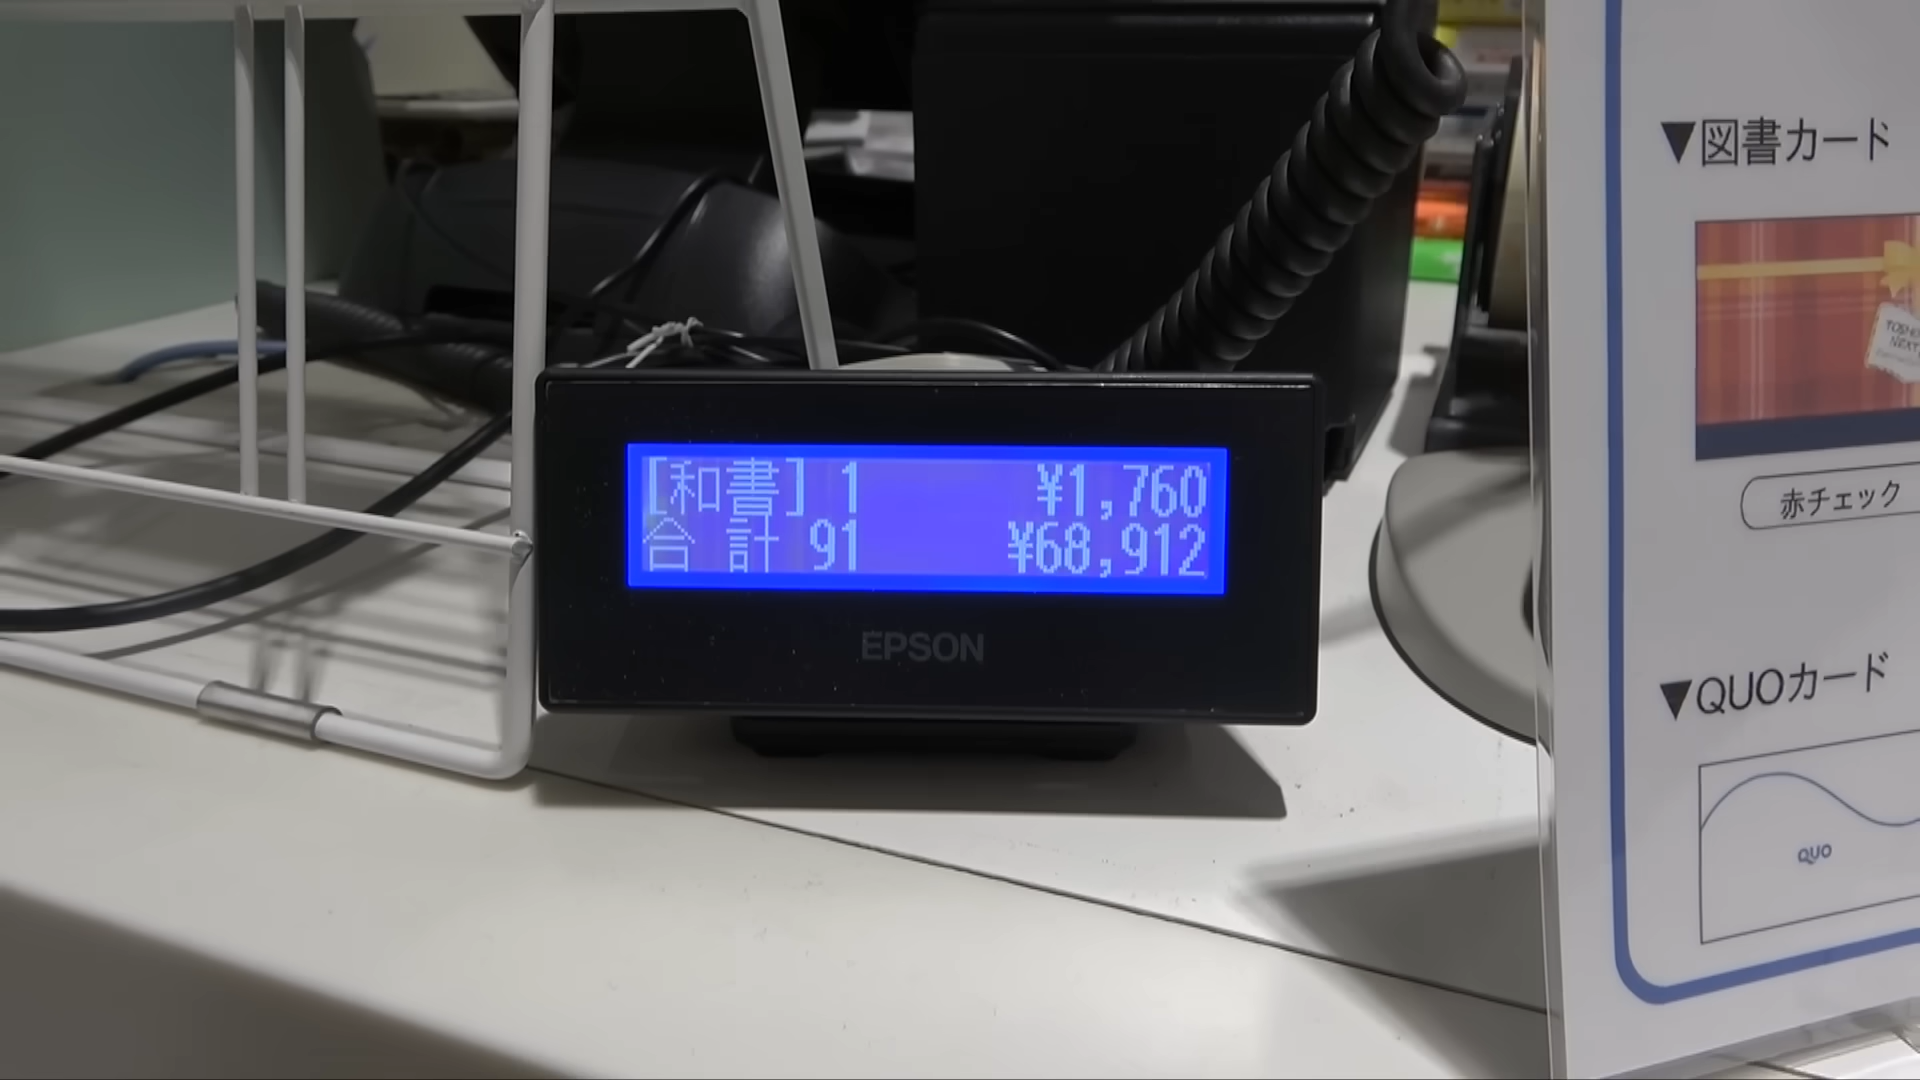 [和書] 1 ¥1,760
合 計 91 ¥68,912
EPSON
▼図書カード
赤チェック
▼QUOカード
QUO